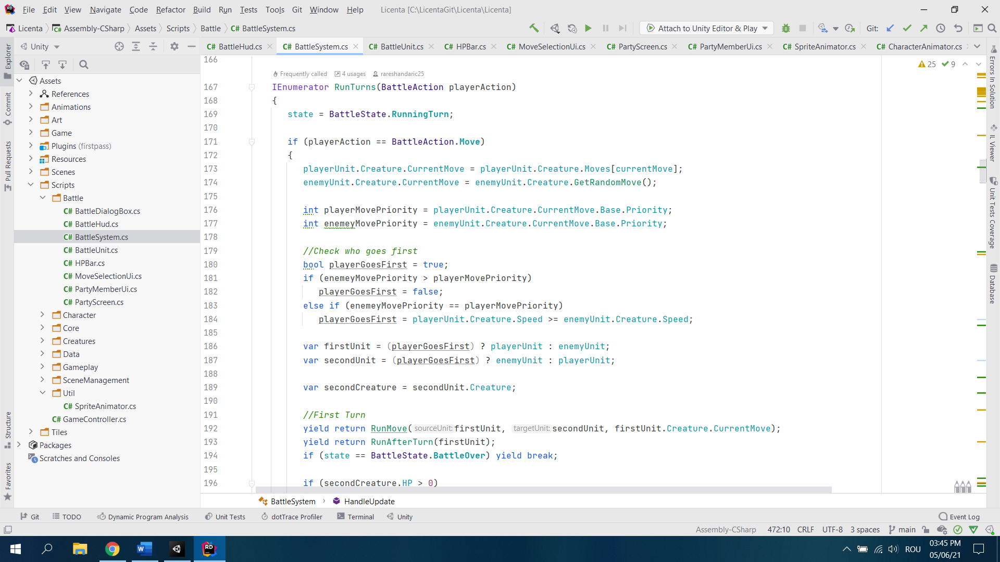 File Edit View Navigate Code Refactor Build Run Tests Tools Git Window Help Licenta [C:\LicentaGit\Licenta\Licenta]
Licenta Assembly-CSharp Assets Scripts Battle C# BattleSystem.cs Attach to Unity Editor & Play Git:
Unity C# BattleHud.cs C# BattleSystem.cs C# BattleUnit.cs C# HPBar.cs C# MoveSelectionUi.cs C# PartyScreen.cs C# PartyMemberUi.cs C# SpriteAnimator.cs C# CharacterAnimator.cs
Explorer
Commit
Pull Requests
Structure
Favorites
Assets
References
Animations
Art
Game
Plugins (firstpass)
Resources
Scenes
Scripts
Battle
C# BattleDialogBox.cs
C# BattleHud.cs
C# BattleSystem.cs
C# BattleUnit.cs
C# HPBar.cs
C# MoveSelectionUi.cs
C# PartyMemberUi.cs
C# PartyScreen.cs
Character
Core
Creatures
Data
Gameplay
SceneManagement
Util
C# SpriteAnimator.cs
C# GameController.cs
Tiles
Packages
Scratches and Consoles
166
25 9
Frequently called 4 usages rareshandaric25
167 IEnumerator RunTurns(BattleAction playerAction)
168 {
169 state = BattleState.RunningTurn;
170
171 if (playerAction == BattleAction.Move)
172 {
173 playerUnit.Creature.CurrentMove = playerUnit.Creature.Moves[currentMove];
174 enemyUnit.Creature.CurrentMove = enemyUnit.Creature.GetRandomMove();
175
176 int playerMovePriority = playerUnit.Creature.CurrentMove.Base.Priority;
177 int enemeyMovePriority = enemyUnit.Creature.CurrentMove.Base.Priority;
178
179 //Check who goes first
180 bool playerGoesFirst = true;
181 if (enemeyMovePriority > playerMovePriority)
182 playerGoesFirst = false;
183 else if (enemeyMovePriority == playerMovePriority)
184 playerGoesFirst = playerUnit.Creature.Speed >= enemyUnit.Creature.Speed;
185
186 var firstUnit = (playerGoesFirst) ? playerUnit : enemyUnit;
187 var secondUnit = (playerGoesFirst) ? enemyUnit : playerUnit;
188
189 var secondCreature = secondUnit.Creature;
190
191 //First Turn
192 yield return RunMove( sourceUnit: firstUnit, targetUnit: secondUnit, firstUnit.Creature.CurrentMove);
193 yield return RunAfterTurn(firstUnit);
194 if (state == BattleState.BattleOver) yield break;
195
196 if (secondCreature.HP > 0)
Errors In Solution
IL Viewer
Unit Tests Coverage
Database
BattleSystem HandleUpdate
Git TODO Dynamic Program Analysis Unit Tests dotTrace Profiler Terminal Unity Event Log
Assembly-CSharp 472:10 CRLF UTF-8 3 spaces main
ROU 03:45 PM
05/06/21